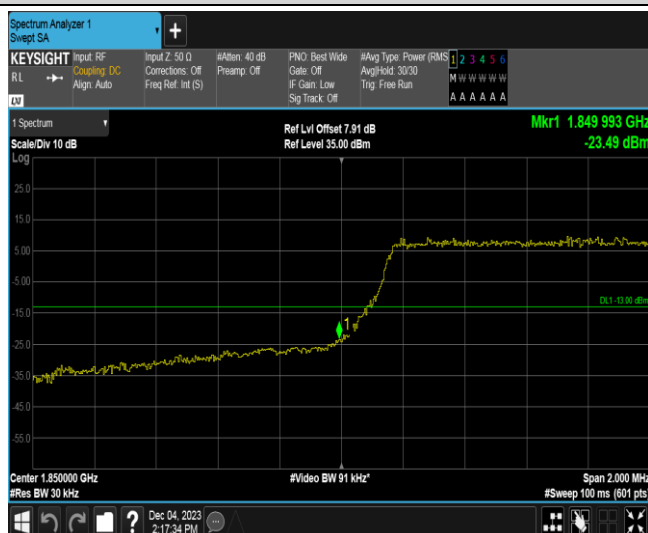 Spectrum Analyzer 1
Swept SA
+
KEYSIGHT
RL
Input: RF
Coupling: DC
Align: Auto
Input Z: 50 Ω
Corrections: Off
Freq Ref: Int (S)
#Atten: 40 dB
Preamp: Off
PNO: Best Wide
Gate: Off
IF Gain: Low
Sig Track: Off
#Avg Type: Power (RMS
Avg|Hold: 30/30
Trig: Free Run
1 2 3 4 5 6
M W W W W W
A A A A A A
LXI
1 Spectrum
Scale/Div 10 dB
Log
Ref Lvl Offset 7.91 dB
Ref Level 35.00 dBm
Mkr1 1.849 993 GHz
-23.49 dBm
25.0
15.0
5.00
-5.00
DL1 -13.00 dBm
-15.0
1
-25.0
-35.0
-45.0
-55.0
Center 1.850000 GHz
#Res BW 30 kHz
#Video BW 91 kHz*
Span 2.000 MHz
#Sweep 100 ms (601 pts)
?
Dec 04, 2023
2:17:34 PM